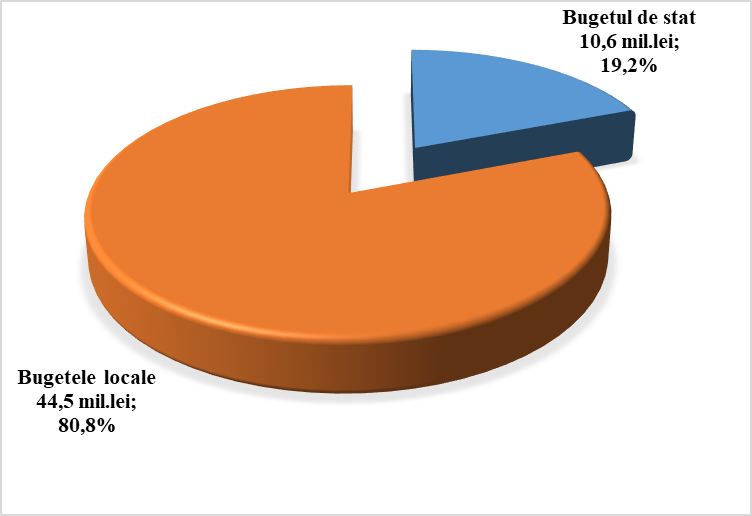 Bugetul de stat
10,6 mil.lei;
19,2%
Bugetele locale
44,5 mil.lei;
80,8%